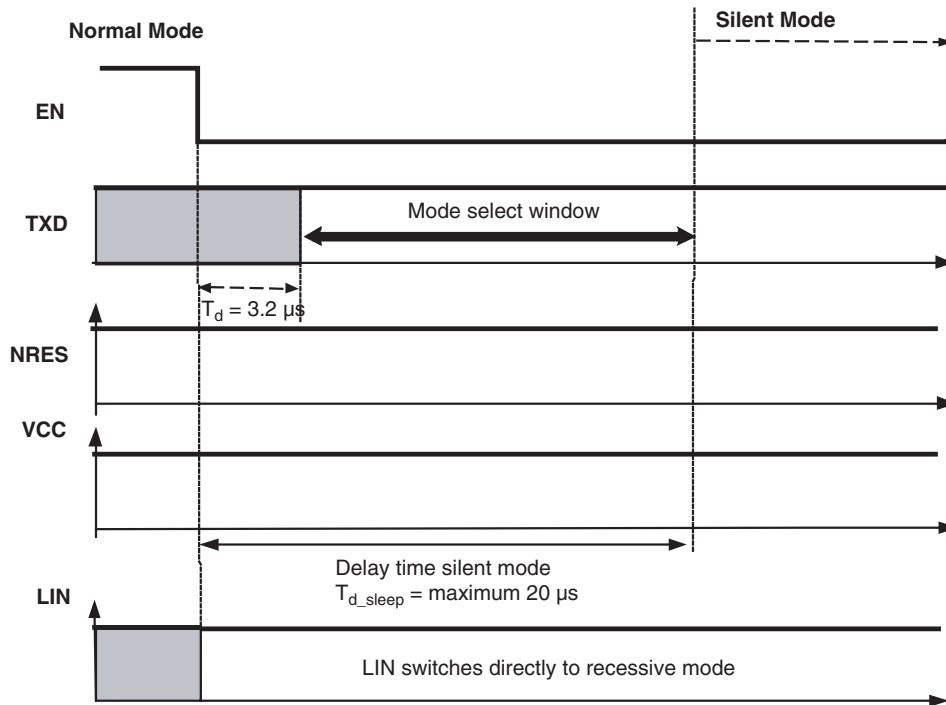 Normal Mode
Silent Mode
EN
TXD
Mode select window
T_d = 3.2 μs
NRES
VCC
Delay time silent mode
T_d_sleep = maximum 20 μs
LIN
LIN switches directly to recessive mode